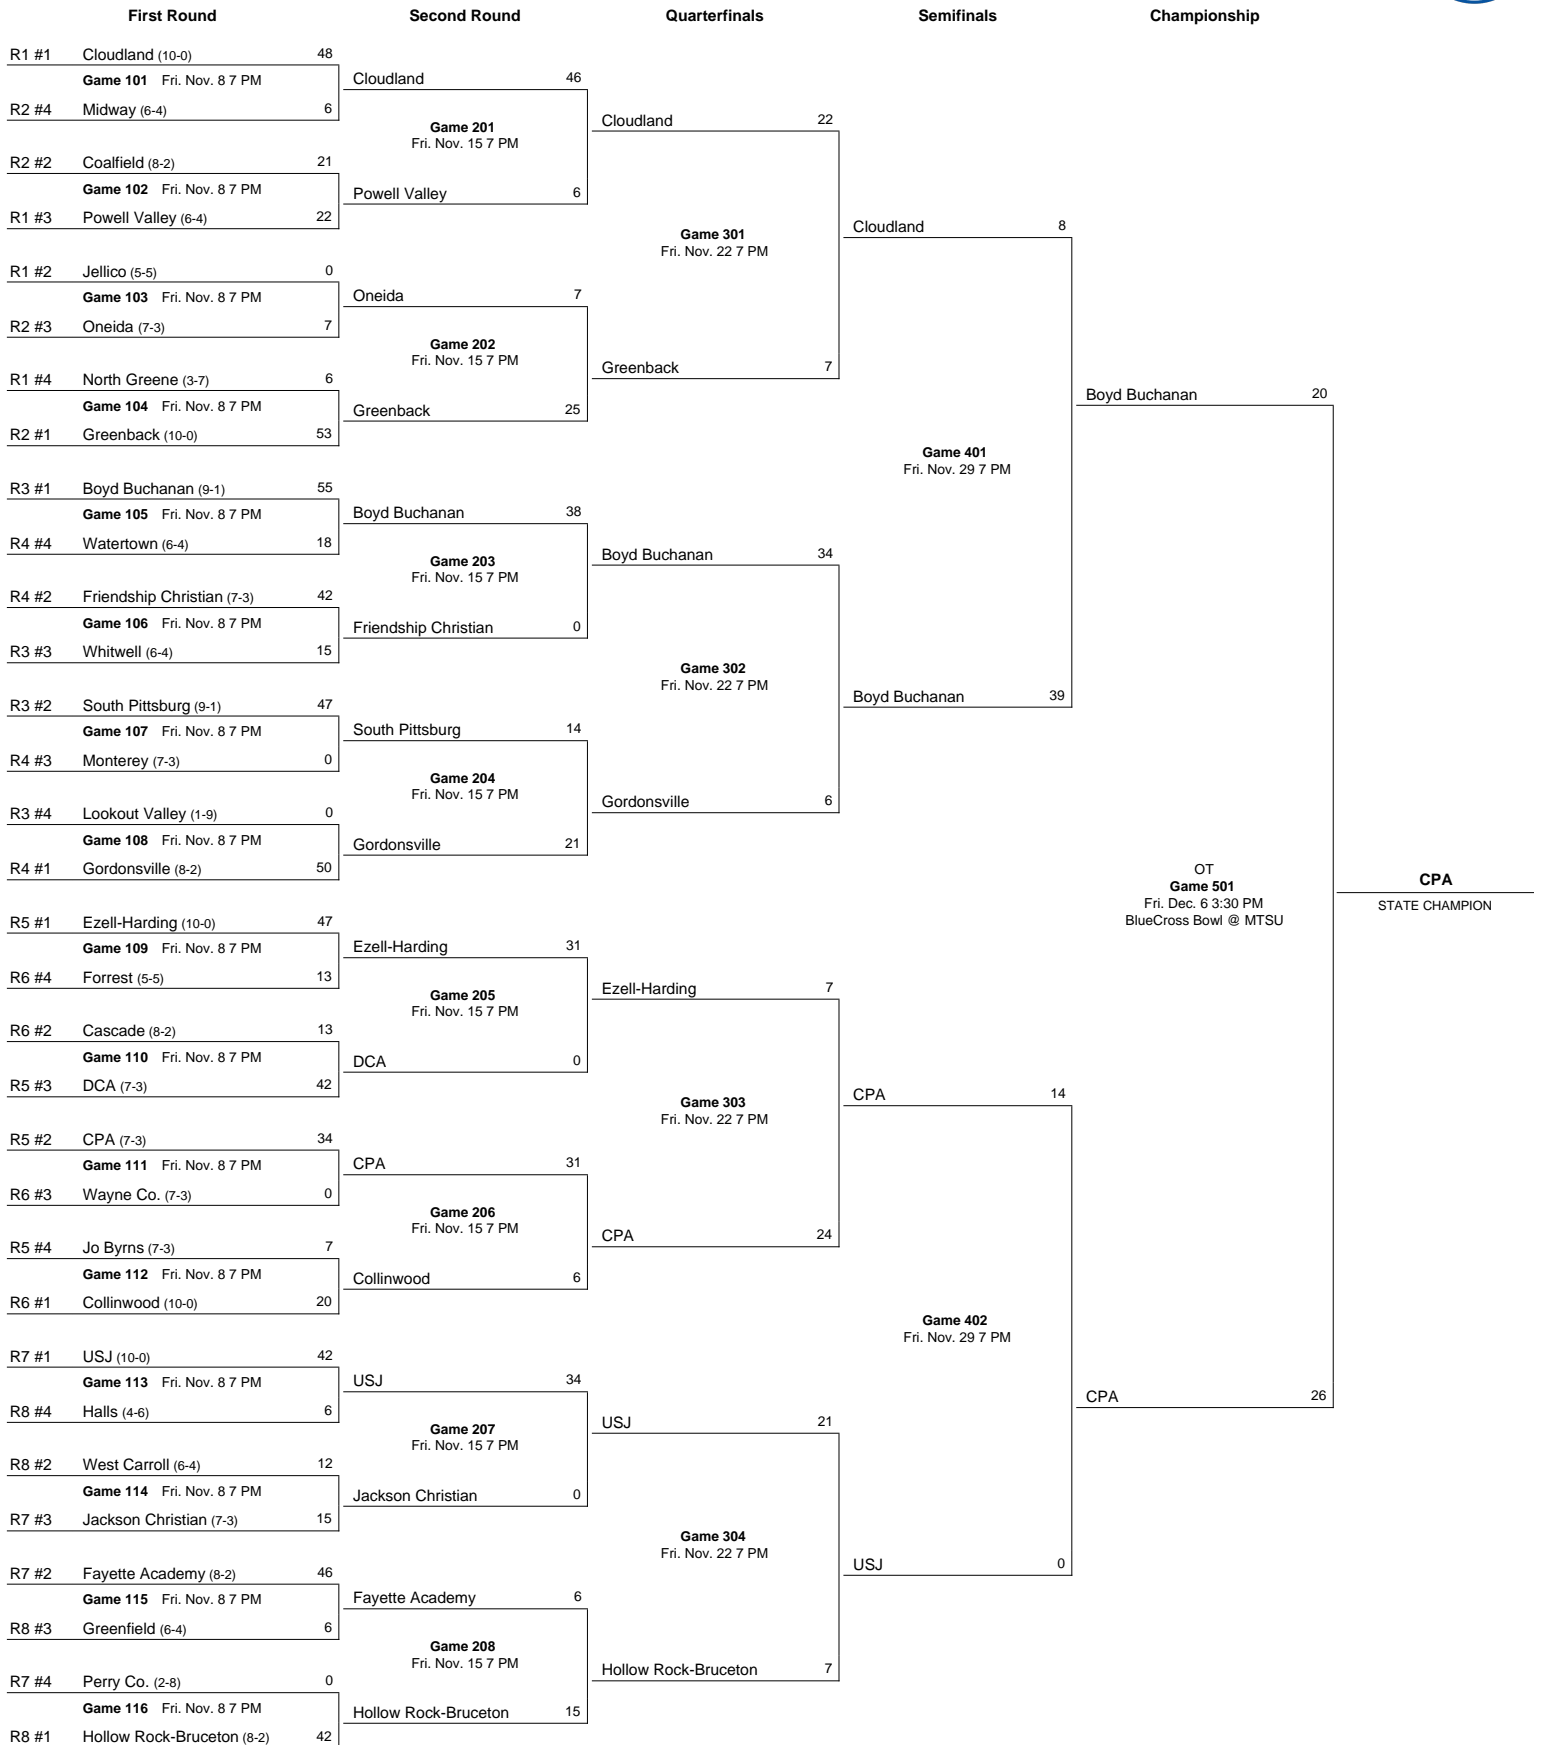 First Round Second Round Quarterfinals Semifinals Championship
R1 #1 Cloudland (10-0) 48
Game 101 Fri. Nov. 8 7 PM
R2 #4 Midway (6-4) 6
R2 #2 Coalfield (8-2) 21
Game 102 Fri. Nov. 8 7 PM
R1 #3 Powell Valley (6-4) 22
R1 #2 Jellico (5-5) 0
Game 103 Fri. Nov. 8 7 PM
R2 #3 Oneida (7-3) 7
R1 #4 North Greene (3-7) 6
Game 104 Fri. Nov. 8 7 PM
R2 #1 Greenback (10-0) 53
R3 #1 Boyd Buchanan (9-1) 55
Game 105 Fri. Nov. 8 7 PM
R4 #4 Watertown (6-4) 18
R4 #2 Friendship Christian (7-3) 42
Game 106 Fri. Nov. 8 7 PM
R3 #3 Whitwell (6-4) 15
R3 #2 South Pittsburg (9-1) 47
Game 107 Fri. Nov. 8 7 PM
R4 #3 Monterey (7-3) 0
R3 #4 Lookout Valley (1-9) 0
Game 108 Fri. Nov. 8 7 PM
R4 #1 Gordonsville (8-2) 50
R5 #1 Ezell-Harding (10-0) 47
Game 109 Fri. Nov. 8 7 PM
R6 #4 Forrest (5-5) 13
R6 #2 Cascade (8-2) 13
Game 110 Fri. Nov. 8 7 PM
R5 #3 DCA (7-3) 42
R5 #2 CPA (7-3) 34
Game 111 Fri. Nov. 8 7 PM
R6 #3 Wayne Co. (7-3) 0
R5 #4 Jo Byrns (7-3) 7
Game 112 Fri. Nov. 8 7 PM
R6 #1 Collinwood (10-0) 20
R7 #1 USJ (10-0) 42
Game 113 Fri. Nov. 8 7 PM
R8 #4 Halls (4-6) 6
R8 #2 West Carroll (6-4) 12
Game 114 Fri. Nov. 8 7 PM
R7 #3 Jackson Christian (7-3) 15
R7 #2 Fayette Academy (8-2) 46
Game 115 Fri. Nov. 8 7 PM
R8 #3 Greenfield (6-4) 6
R7 #4 Perry Co. (2-8) 0
Game 116 Fri. Nov. 8 7 PM
R8 #1 Hollow Rock-Bruceton (8-2) 42
Cloudland 46
Game 201
Fri. Nov. 15 7 PM
Powell Valley 6
Oneida 7
Game 202
Fri. Nov. 15 7 PM
Greenback 25
Boyd Buchanan 38
Game 203
Fri. Nov. 15 7 PM
Friendship Christian 0
South Pittsburg 14
Game 204
Fri. Nov. 15 7 PM
Gordonsville 21
Ezell-Harding 31
Game 205
Fri. Nov. 15 7 PM
DCA 0
CPA 31
Game 206
Fri. Nov. 15 7 PM
Collinwood 6
USJ 34
Game 207
Fri. Nov. 15 7 PM
Jackson Christian 0
Fayette Academy 6
Game 208
Fri. Nov. 15 7 PM
Hollow Rock-Bruceton 15
Cloudland 22
Game 301
Fri. Nov. 22 7 PM
Greenback 7
Boyd Buchanan 34
Game 302
Fri. Nov. 22 7 PM
Gordonsville 6
Ezell-Harding 7
Game 303
Fri. Nov. 22 7 PM
CPA 24
USJ 21
Game 304
Fri. Nov. 22 7 PM
Hollow Rock-Bruceton 7
Cloudland 8
Game 401
Fri. Nov. 29 7 PM
Boyd Buchanan 39
CPA 14
Game 402
Fri. Nov. 29 7 PM
USJ 0
Boyd Buchanan 20
OT
Game 501
Fri. Dec. 6 3:30 PM
BlueCross Bowl @ MTSU
CPA 26
CPA
STATE CHAMPION